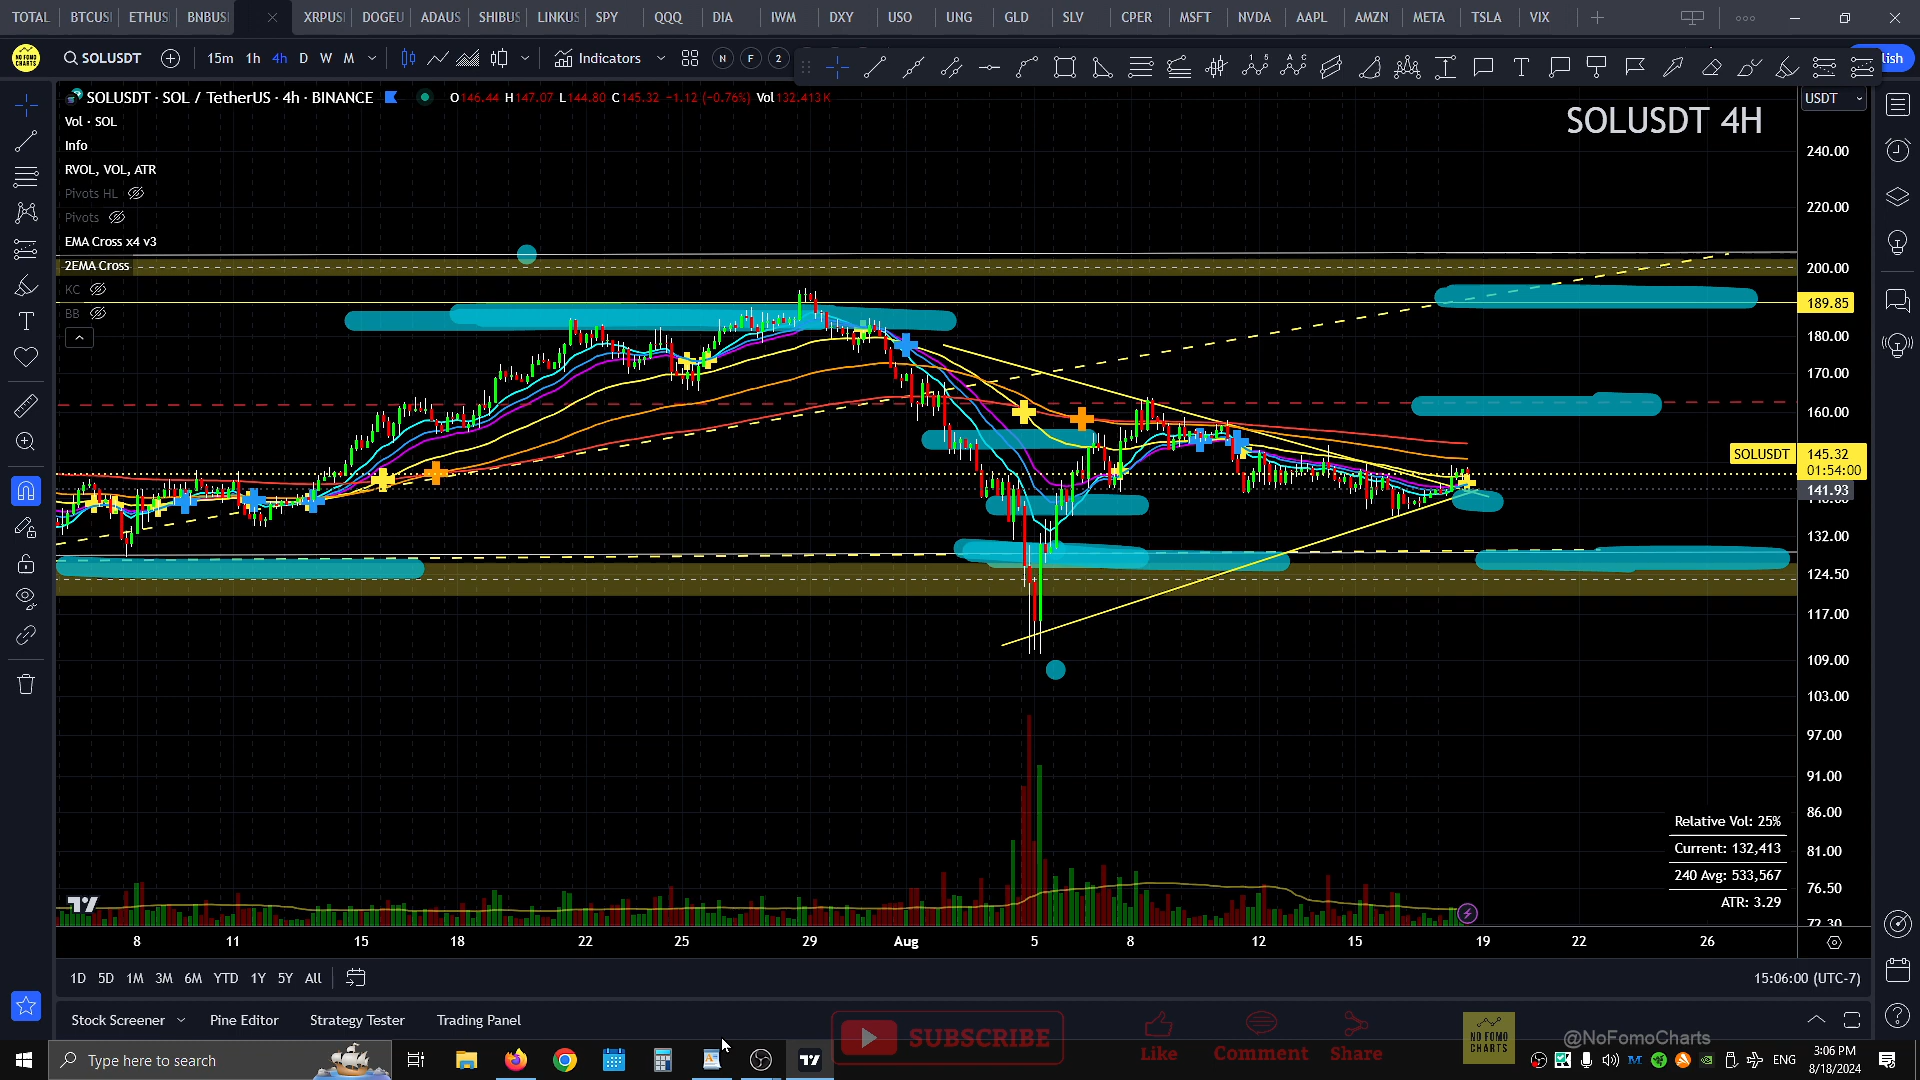 TOTAL BTCUS ETHUS BNBUS XRPUS DOGEU ADAUS SHIBUS LINKUS SPY QQQ DIA IWM DXY USO UNG GLD SLV CPER MSFT NVDA AAPL AMZN META TSLA VIX
NO FOMO CHARTS SOLUSDT 15m 1h 4h D W M Indicators N F 2 lish
SOLUSDT · SOL / TetherUS · 4h · BINANCE O146.44 H147.07 L144.80 C145.32 −1.12 (−0.76%) Vol132.413K USDT
SOLUSDT 4H
Vol · SOL
Info
RVOL, VOL, ATR
Pivots HL
Pivots
EMA Cross x4 v3
2EMA Cross
KC
BB
240.00
220.00
200.00
189.85
180.00
170.00
160.00
SOLUSDT 145.32
01:54:00
141.93
132.00
124.50
117.00
109.00
103.00
97.00
91.00
86.00
81.00
76.50
72.30
Relative Vol: 25%
Current: 132,413
240 Avg: 533,567
ATR: 3.29
8 11 15 18 22 25 29 Aug 5 8 12 15 19 22 26
1D 5D 1M 3M 6M YTD 1Y 5Y All 15:06:00 (UTC-7)
Stock Screener Pine Editor Strategy Tester Trading Panel
SUBSCRIBE Like Comment Share NO FOMO CHARTS @NoFomoCharts
Type here to search ENG 3:06 PM
8/18/2024